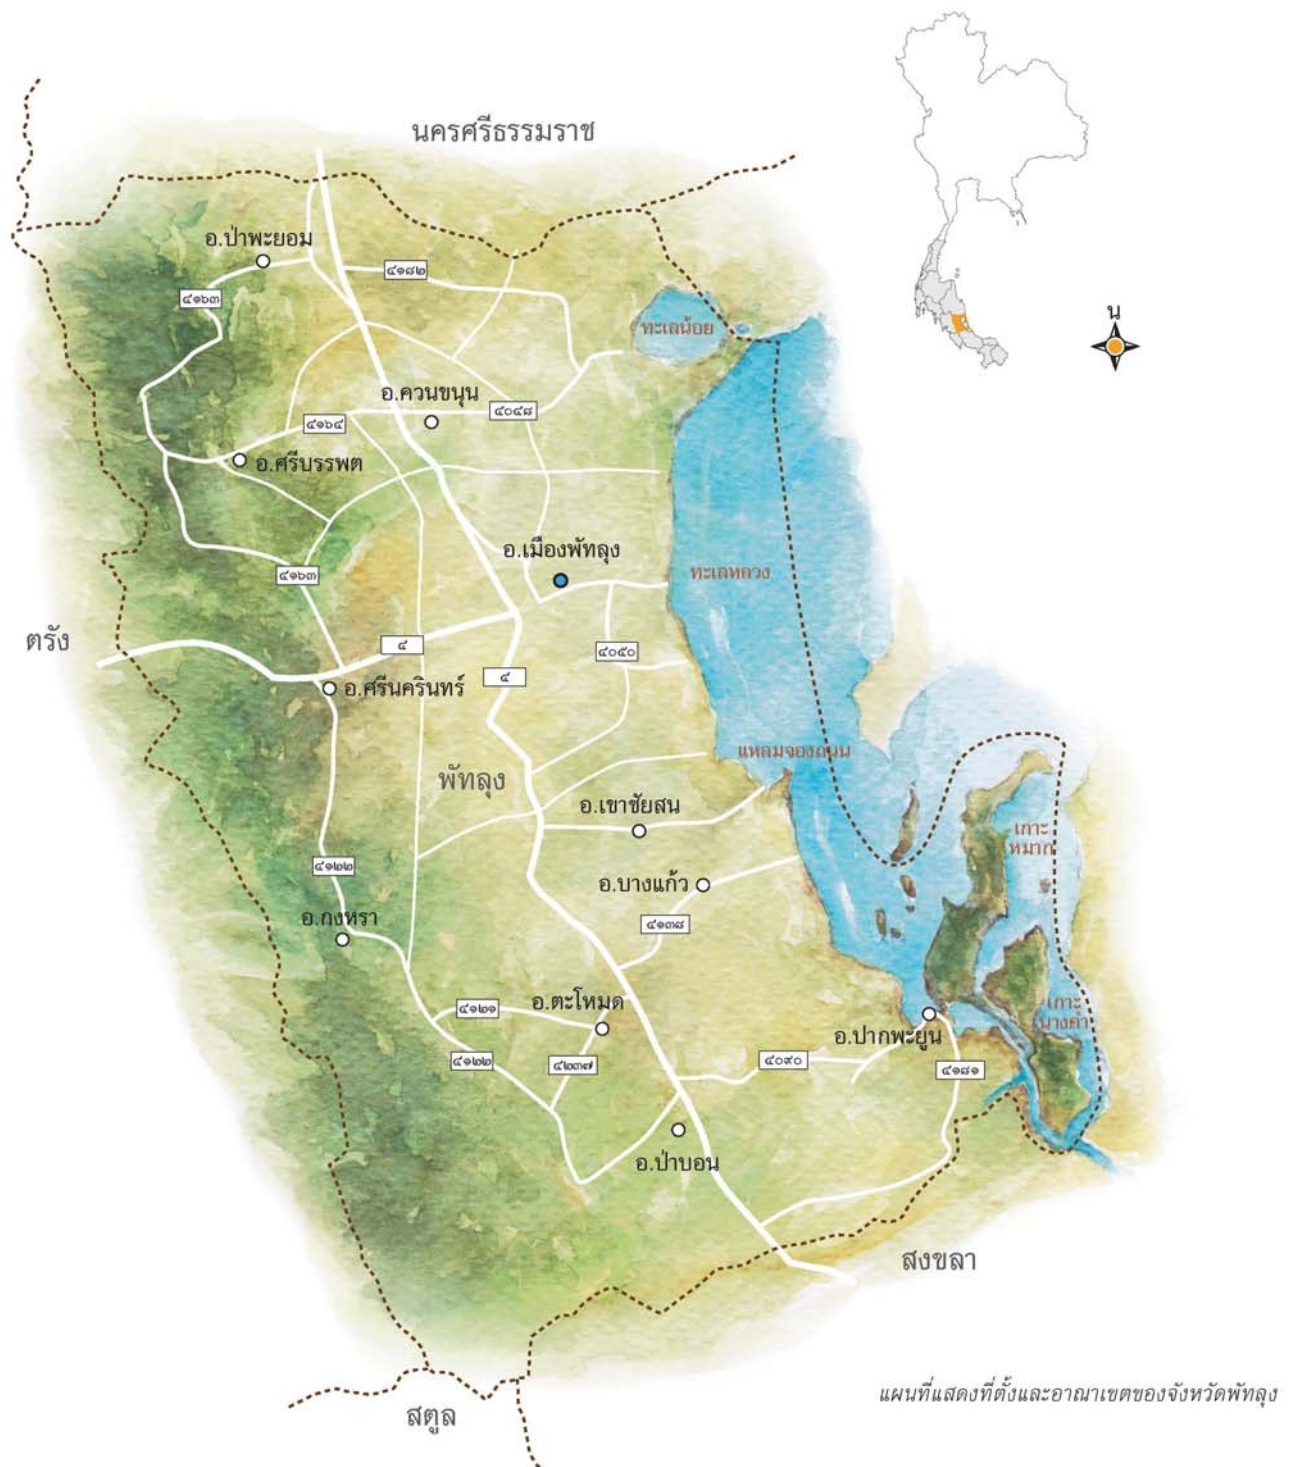 นครศรีธรรมราช
น
อ.ป่าพะยอม
๔๑๘๒
๔๑๖๓
ทะเลน้อย
อ.ควนขนุน
๔๐๔๘
๔๑๖๔
อ.ศรีบรรพต
อ.เมืองพัทลุง
ทะเลหลวง
๔๑๖๓
ตรัง
๔
๔๐๕๐
๔
อ.ศรีนครินทร์
แหลมจองถนน
พัทลุง
อ.เขาชัยสน
เกาะ
หมาก
๔๑๒๒
อ.บางแก้ว
อ.กงหรา
๔๑๓๘
อ.ตะโหมด
๔๑๒๑
เกาะ
นางคำ
อ.ปากพะยูน
๔๑๒๒
๔๒๓๗
๔๐๙๐
๔๑๘๑
อ.ป่าบอน
สงขลา
แผนที่แสดงที่ตั้งและอาณาเขตของจังหวัดพัทลุง
สตูล